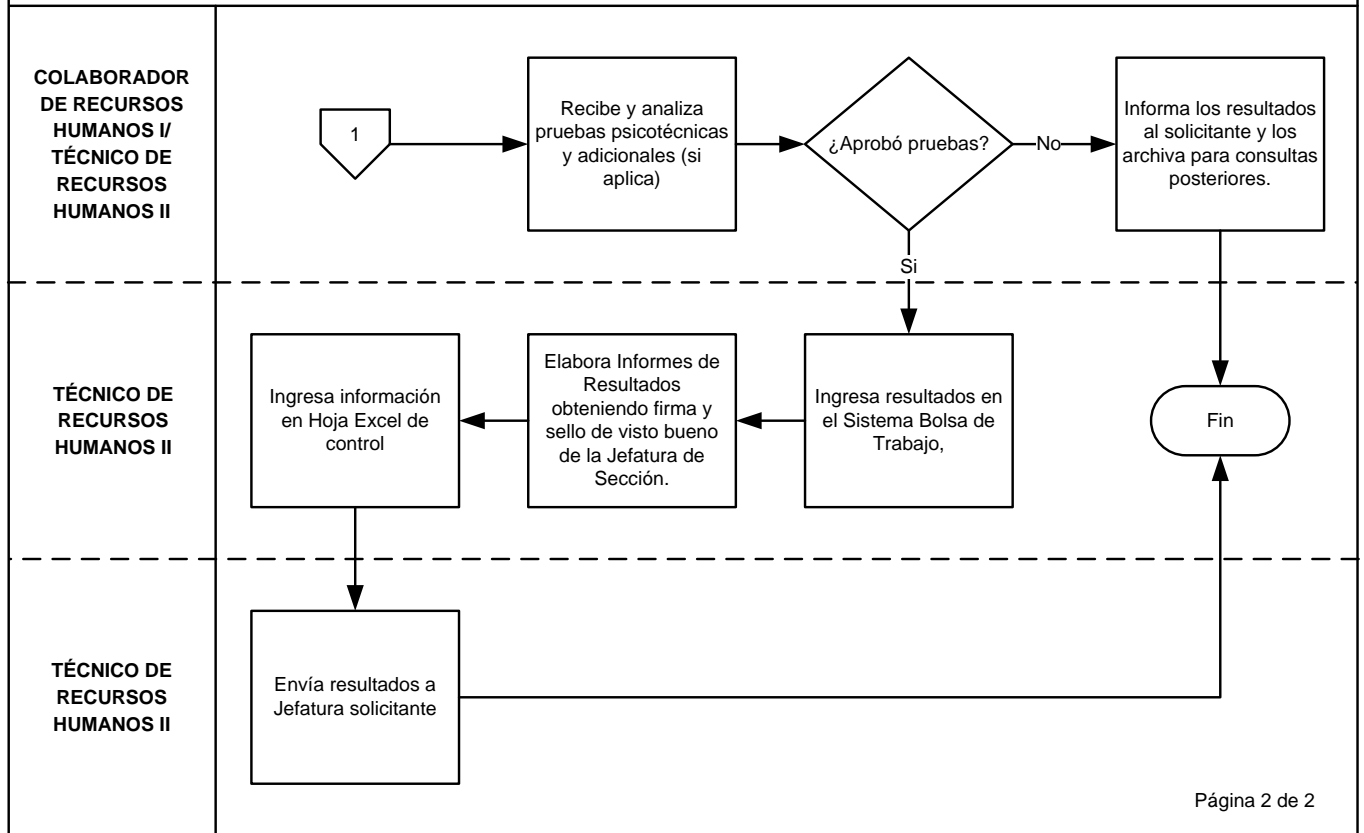 COLABORADOR
DE RECURSOS
HUMANOS I/
TÉCNICO DE
RECURSOS
HUMANOS II
1
Recibe y analiza
pruebas psicotécnicas
y adicionales (si
aplica)
¿Aprobó pruebas?
No
Informa los resultados
al solicitante y los
archiva para consultas
posteriores.
Si
TÉCNICO DE
RECURSOS
HUMANOS II
Ingresa información
en Hoja Excel de
control
Elabora Informes de
Resultados
obteniendo firma y
sello de visto bueno
de la Jefatura de
Sección.
Ingresa resultados en
el Sistema Bolsa de
Trabajo,
Fin
TÉCNICO DE
RECURSOS
HUMANOS II
Envía resultados a
Jefatura solicitante
Página 2 de 2